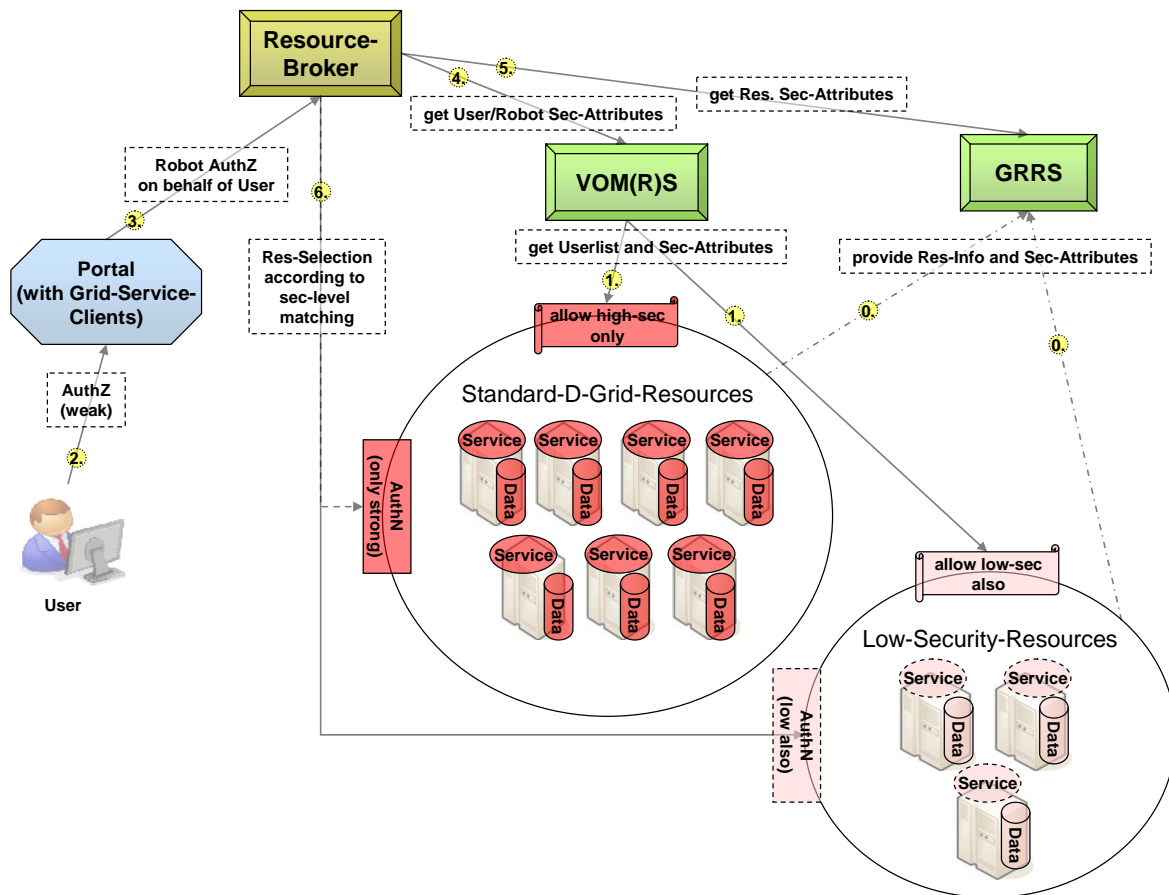 Resource-
Broker
4.
5.
get Res. Sec-Attributes
get User/Robot Sec-Attributes
Robot AuthZ
on behalf of User
6.
VOM(R)S
GRRS
3.
Portal
(with Grid-Service-
Clients)
Res-Selection
according to
sec-level
matching
get Userlist and Sec-Attributes
provide Res-Info and Sec-Attributes
1.
1.
0.
0.
allow high-sec
only
AuthZ
(weak)
2.
User
Standard-D-Grid-Resources
Service
Data
Service
Data
Service
Data
Service
Data
AuthN
(only strong)
Service
Data
Service
Data
Service
Data
allow low-sec
also
Low-Security-Resources
AuthN
(low also)
Service
Data
Service
Data
Service
Data